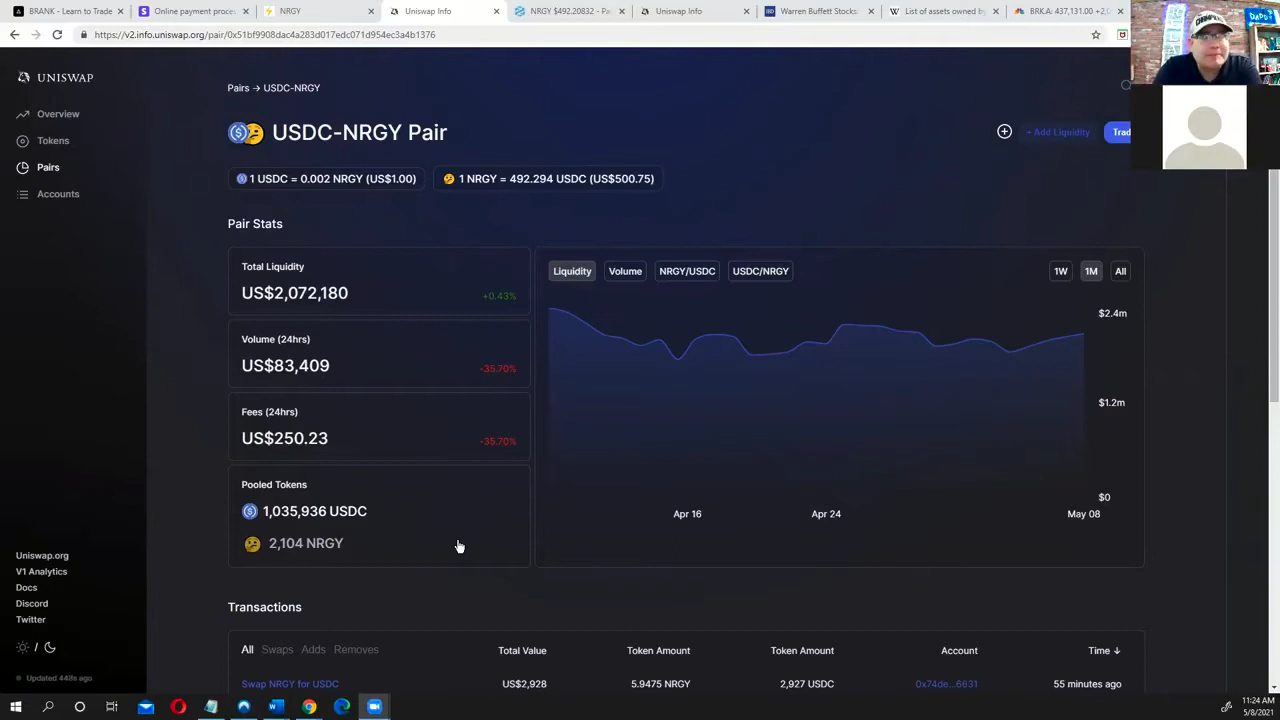 BRANK - Learn to Trade
Online payment proce
NRGY
Uniswap Info
NRGY $492.20832 - Pa
Uniswap Info
Warren Buffett Stocks:
List of assets owned by
BRK.A: 437,131.00 +2,
https://v2.info.uniswap.org/pair/0x51bf9908dac4a283d017edc071d954ec3a4b1376
UNISWAP
Overview
Tokens
Pairs
Accounts
Pairs → USDC-NRGY
USDC-NRGY Pair
+ Add Liquidity
Trad
1 USDC = 0.002 NRGY (US$1.00)
1 NRGY = 492.294 USDC (US$500.75)
Pair Stats
Total Liquidity
US$2,072,180
+0.43%
Volume (24hrs)
US$83,409
-35.70%
Fees (24hrs)
US$250.23
-35.70%
Pooled Tokens
1,035,936 USDC
2,104 NRGY
Liquidity
Volume
NRGY/USDC
USDC/NRGY
1W
1M
All
$2.4m
$1.2m
$0
Apr 16
Apr 24
May 08
Transactions
All Swaps Adds Removes
Total Value
Token Amount
Token Amount
Account
Time ↓
Swap NRGY for USDC
US$2,928
5.9475 NRGY
2,927 USDC
0x74de...6631
55 minutes ago
Uniswap.org
V1 Analytics
Docs
Discord
Twitter
/
Updated 448s ago
11:24 AM
5/8/2021
DADDY